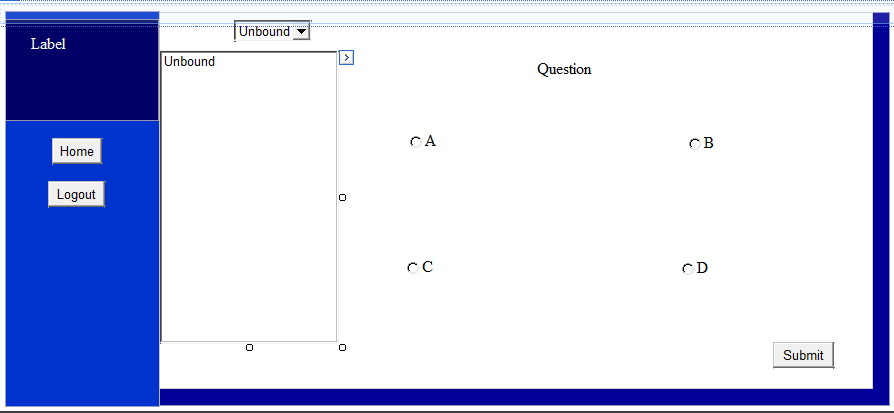 Label
Home
Logout
Unbound
Unbound
Question
A
B
C
D
Submit